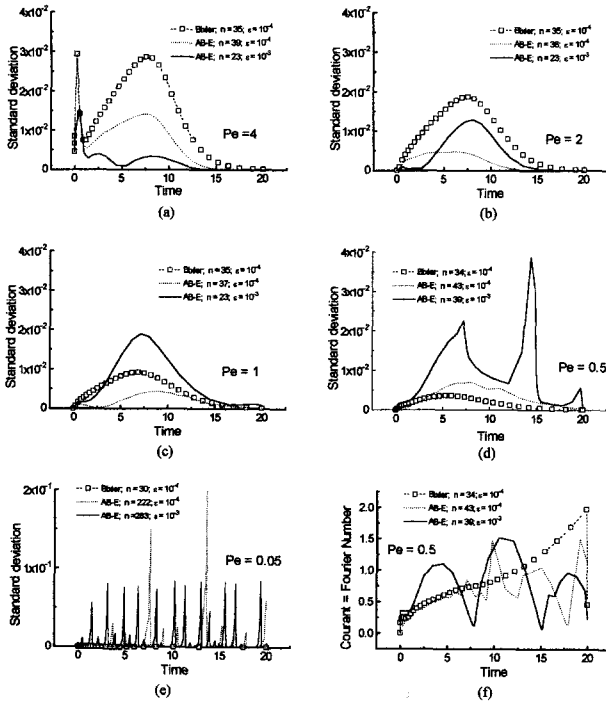 Ebler; n = 35; ε = 10⁻⁴
AB-E; n = 39; ε = 10⁻⁴
AB-E; n = 23; ε = 10⁻³
Standard deviation
4x10⁻²
3x10⁻²
2x10⁻²
1x10⁻²
0
Pe = 4
0 5 10 15 20
Time
(a)
Ebler; n = 35; ε = 10⁻⁴
AB-E; n = 36; ε = 10⁻⁴
AB-E; n = 23; ε = 10⁻³
Standard deviation
4x10⁻²
3x10⁻²
2x10⁻²
1x10⁻²
0
Pe = 2
0 5 10 15 20
Time
(b)
Ebler; n = 35; ε = 10⁻⁴
AB-E; n = 37; ε = 10⁻⁴
AB-E; n = 23; ε = 10⁻³
Standard deviation
4x10⁻²
3x10⁻²
2x10⁻²
1x10⁻²
0
Pe = 1
0 5 10 15 20
Time
(c)
Ebler; n = 34; ε = 10⁻⁴
AB-E; n = 43; ε = 10⁻⁴
AB-E; n = 39; ε = 10⁻³
Standard deviation
4x10⁻²
3x10⁻²
2x10⁻²
1x10⁻²
0
Pe = 0.5
0 5 10 15 20
Time
(d)
Ebler; n = 30; ε = 10⁻⁴
AB-E; n = 222; ε = 10⁻⁴
AB-E; n = 283; ε = 10⁻³
Standard deviation
2x10⁻¹
1x10⁻¹
0
Pe = 0.05
0 5 10 15 20
Time
(e)
Ebler; n = 34; ε = 10⁻⁴
AB-E; n = 43; ε = 10⁻⁴
AB-E; n = 39; ε = 10⁻³
Courant = Fourier Number
2.0
1.5
1.0
0.5
0.0
Pe = 0.5
0 5 10 15 20
Time
(f)